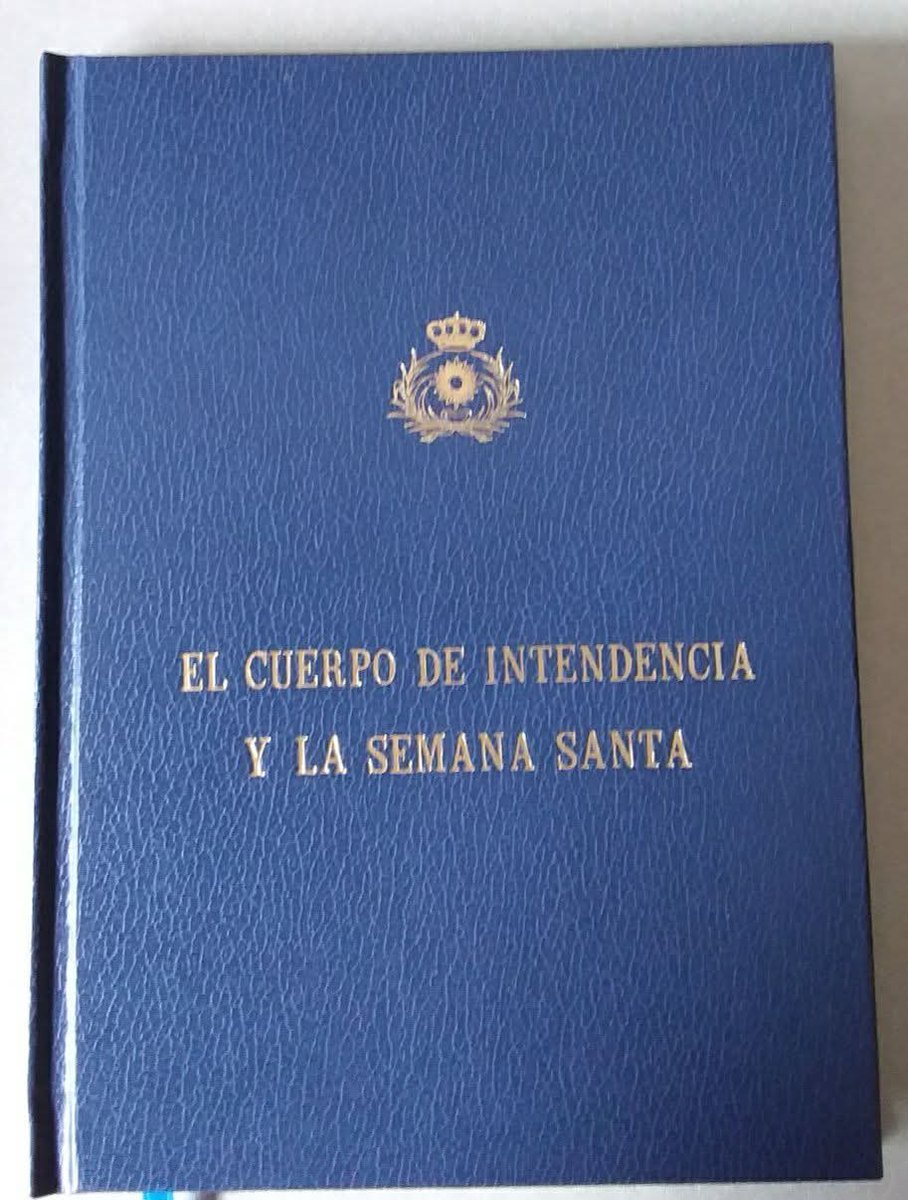 EL CUERPO DE INTENDENCIA
Y LA SEMANA SANTA